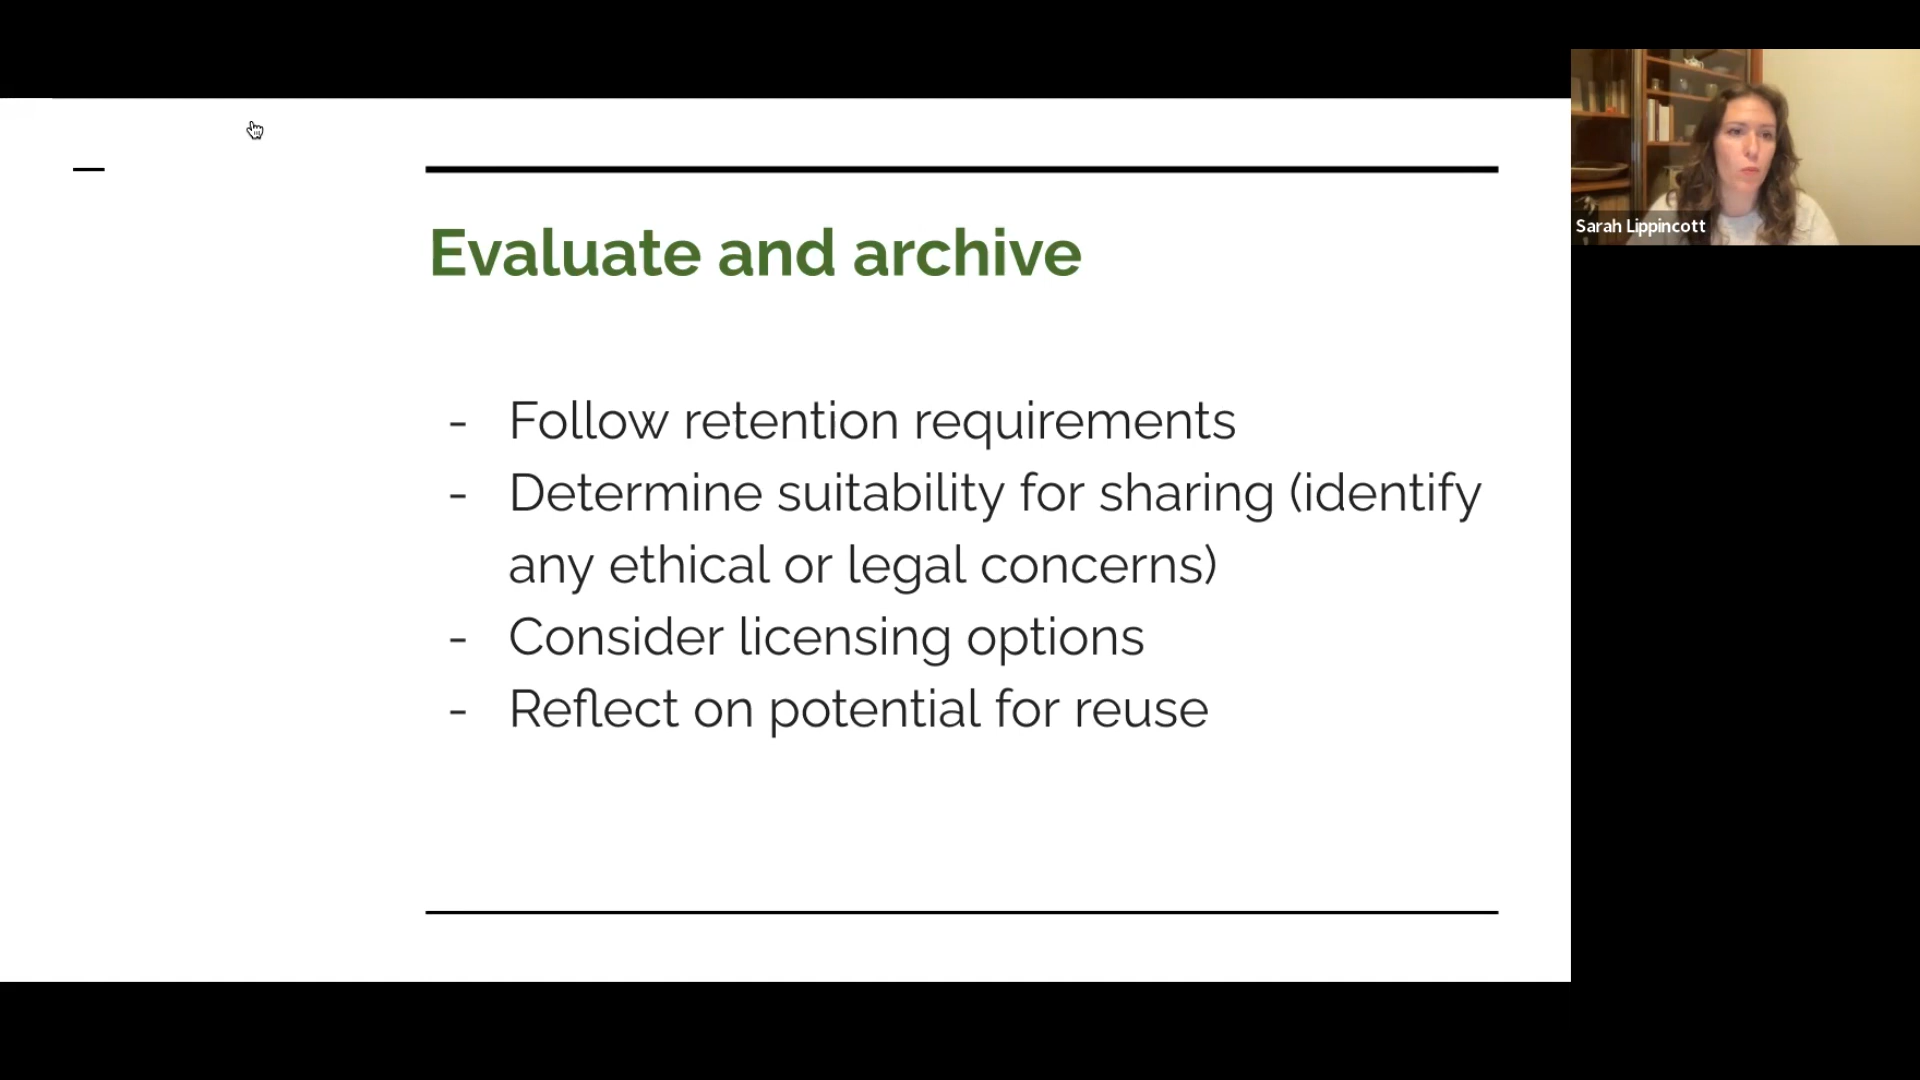 Evaluate and archive
- Follow retention requirements
- Determine suitability for sharing (identify
any ethical or legal concerns)
- Consider licensing options
- Reflect on potential for reuse
Sarah Lippincott